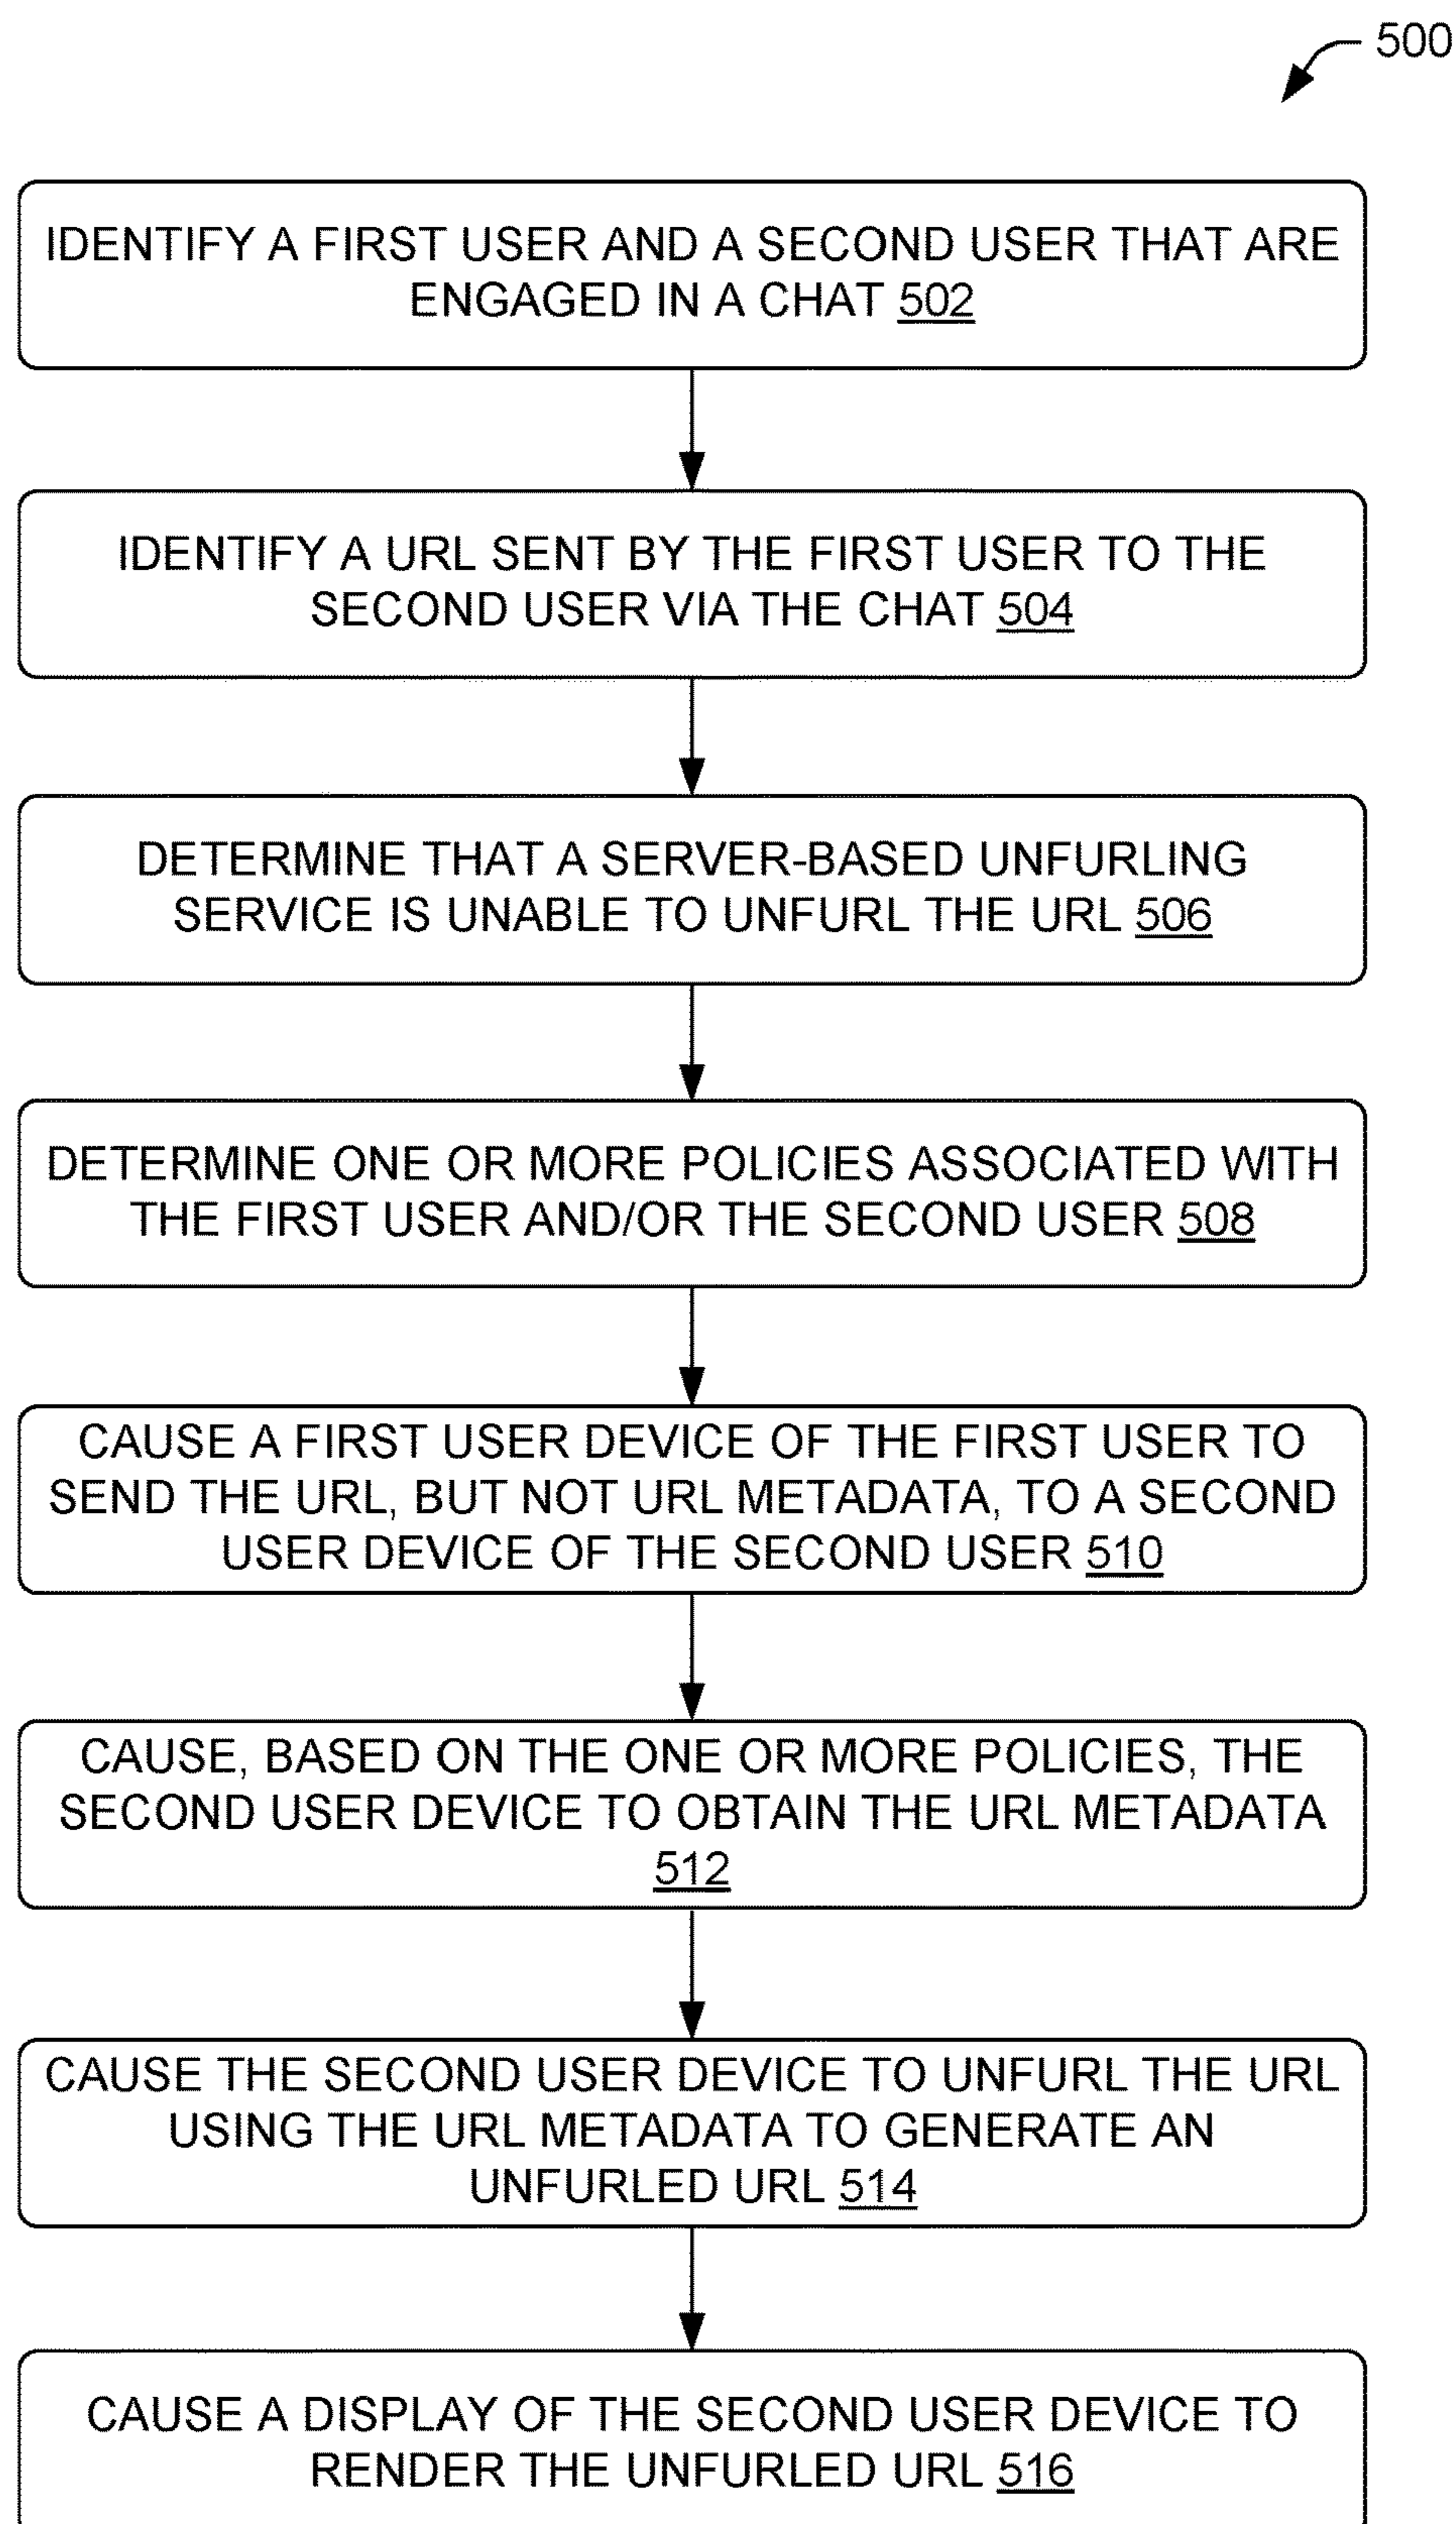 500
IDENTIFY A FIRST USER AND A SECOND USER THAT ARE
ENGAGED IN A CHAT 502
IDENTIFY A URL SENT BY THE FIRST USER TO THE
SECOND USER VIA THE CHAT 504
DETERMINE THAT A SERVER-BASED UNFURLING
SERVICE IS UNABLE TO UNFURL THE URL 506
DETERMINE ONE OR MORE POLICIES ASSOCIATED WITH
THE FIRST USER AND/OR THE SECOND USER 508
CAUSE A FIRST USER DEVICE OF THE FIRST USER TO
SEND THE URL, BUT NOT URL METADATA, TO A SECOND
USER DEVICE OF THE SECOND USER 510
CAUSE, BASED ON THE ONE OR MORE POLICIES, THE
SECOND USER DEVICE TO OBTAIN THE URL METADATA
512
CAUSE THE SECOND USER DEVICE TO UNFURL THE URL
USING THE URL METADATA TO GENERATE AN
UNFURLED URL 514
CAUSE A DISPLAY OF THE SECOND USER DEVICE TO
RENDER THE UNFURLED URL 516